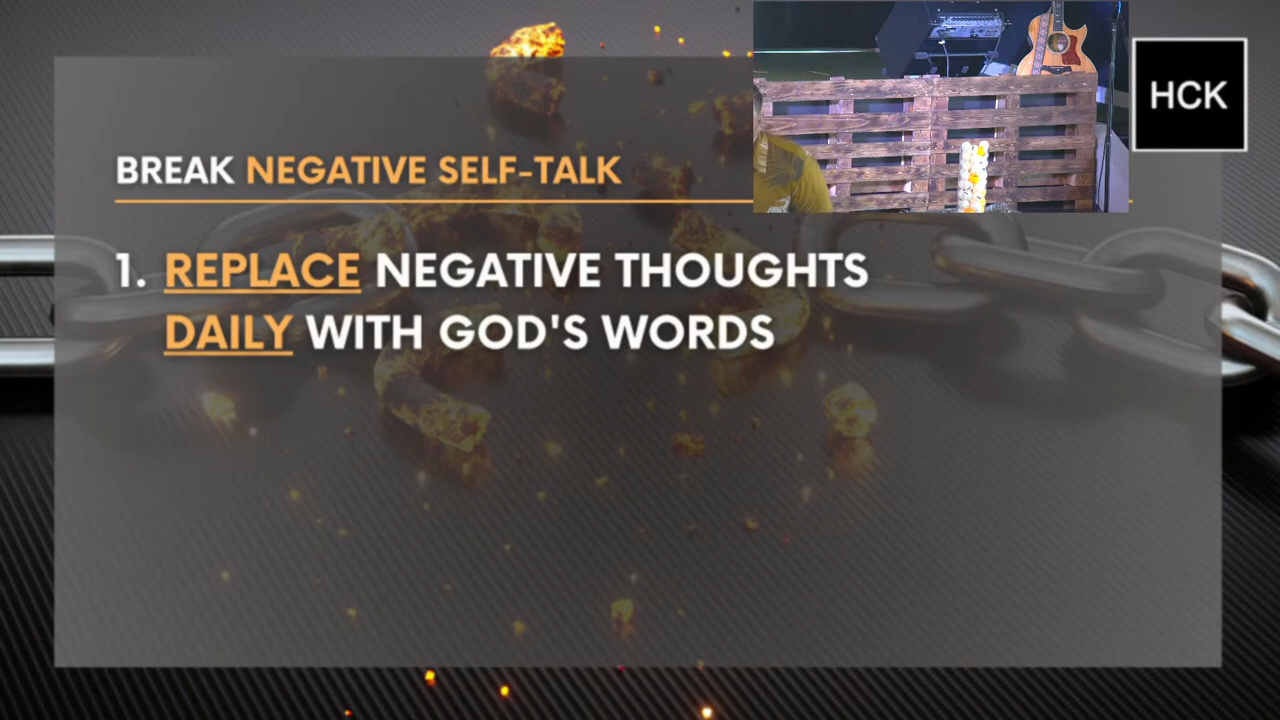 HCK
BREAK NEGATIVE SELF-TALK
1. REPLACE NEGATIVE THOUGHTS
DAILY WITH GOD'S WORDS